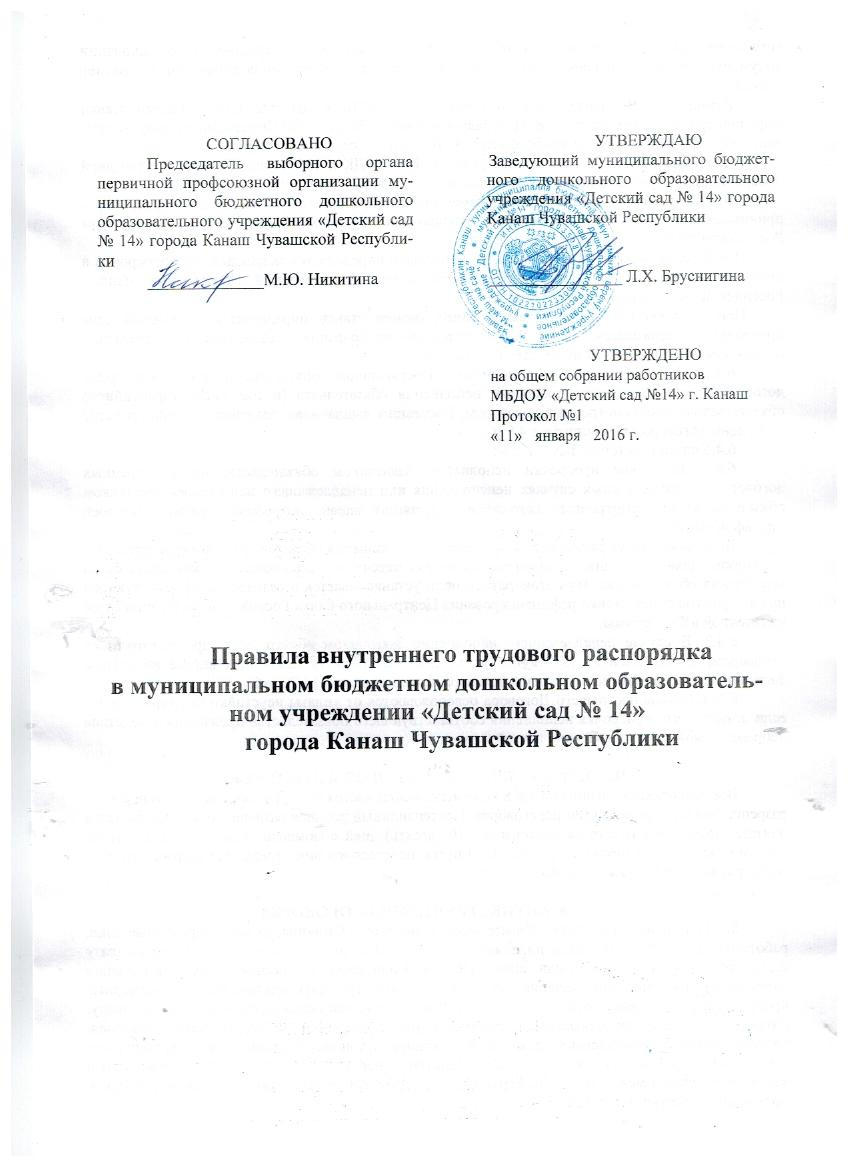 СОГЛАСОВАНО
Председатель выборного органа
первичной профсоюзной организации му-
ниципального бюджетного дошкольного
образовательного учреждения «Детский сад
№ 14» города Канаш Чувашской Республи-
ки
М.Ю. Никитина
УТВЕРЖДАЮ
Заведующий муниципального бюджет-
ного дошкольного образовательного
учреждения «Детский сад № 14» города
Канаш Чувашской Республики
Л.Х. Бруснигина
УТВЕРЖДЕНО
на общем собрании работников
МБДОУ «Детский сад №14» г. Канаш
Протокол №1
«11» января 2016 г.
Правила внутреннего трудового распорядка
в муниципальном бюджетном дошкольном образователь-
ном учреждении «Детский сад № 14»
города Канаш Чувашской Республики